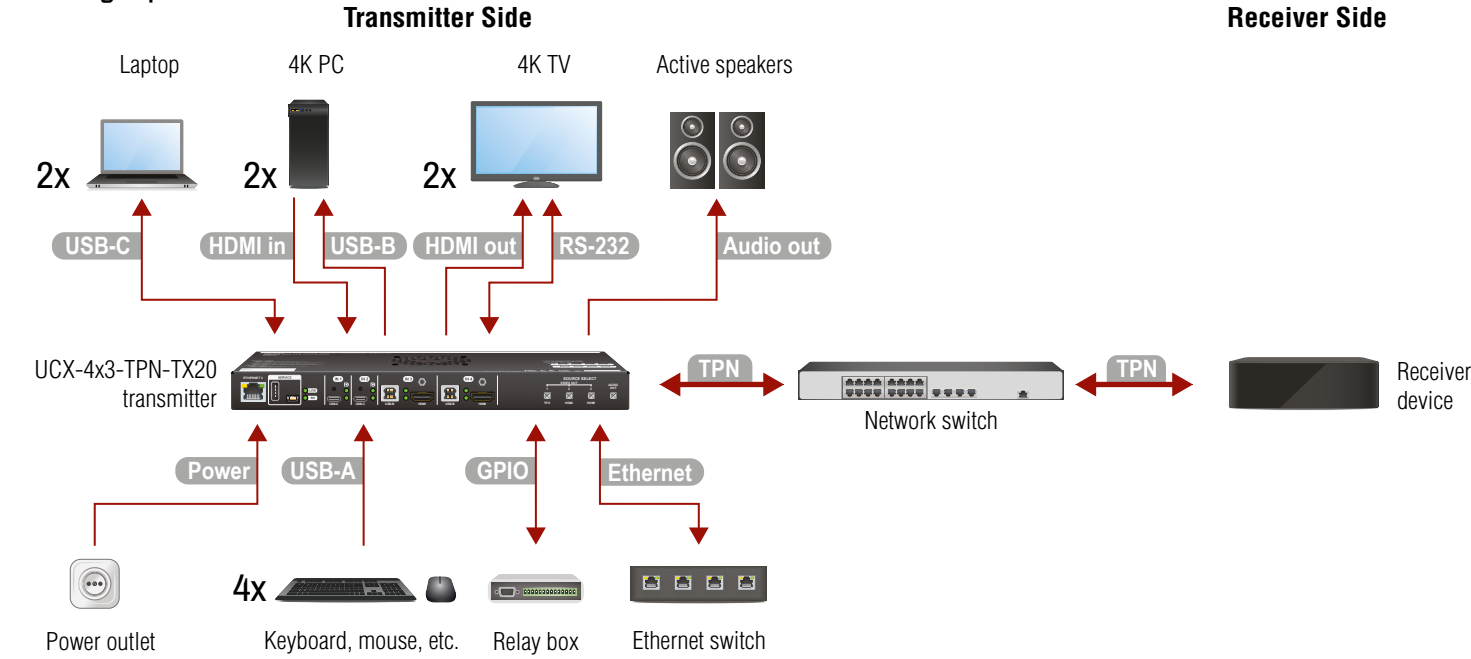 Transmitter Side
Receiver Side
Laptop
4K PC
4K TV
Active speakers
2x
2x
2x
USB-C
HDMI in
USB-B
HDMI out
RS-232
Audio out
UCX-4x3-TPN-TX20
transmitter
SOURCE SELECT
TPN
TPN
Network switch
Receiver
device
Power
USB-A
GPIO
Ethernet
4x
Power outlet
Keyboard, mouse, etc.
Relay box
Ethernet switch